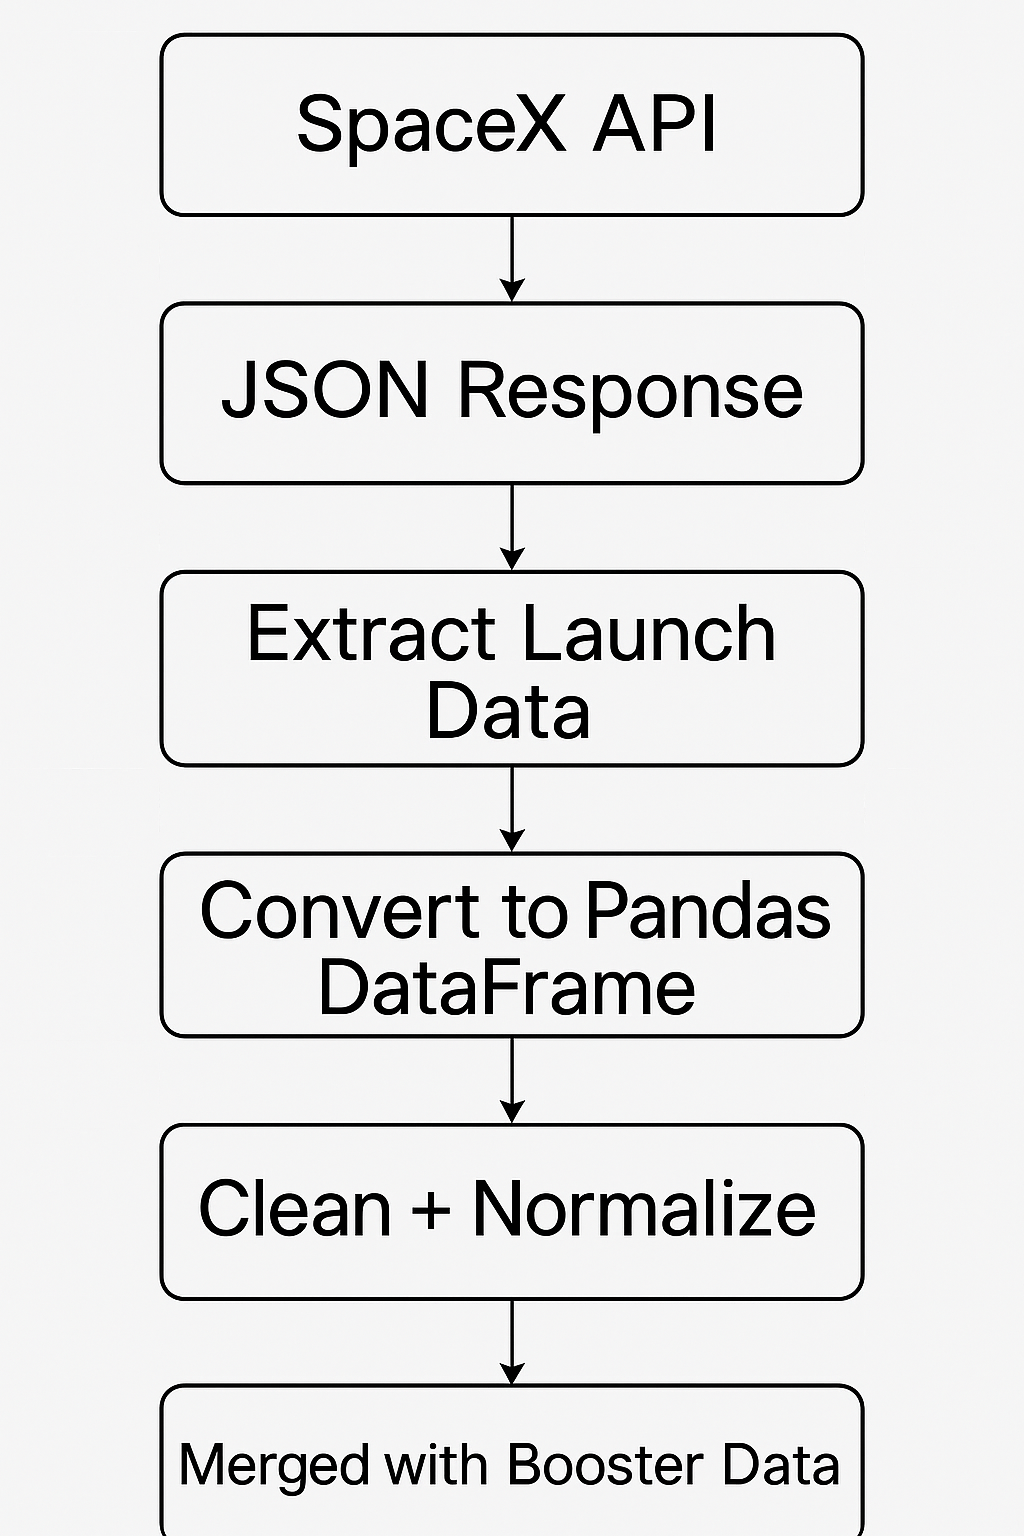 SpaceX API
JSON Response
Extract Launch
Data
Convert to Pandas
DataFrame
Clean + Normalize
Merged with Booster Data